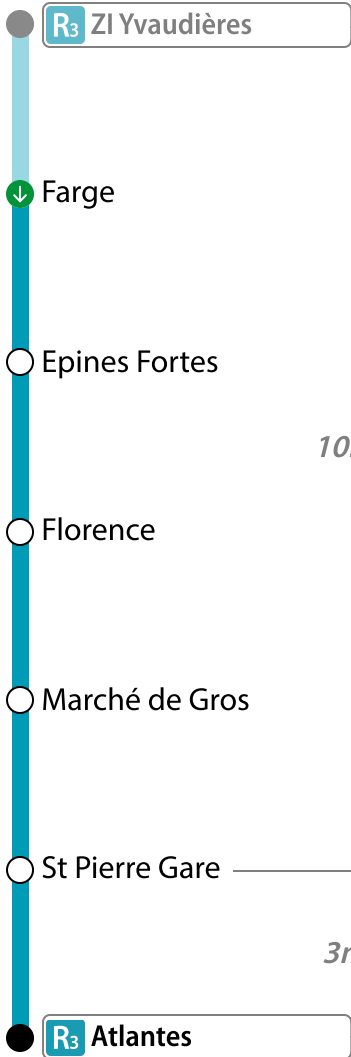 R3 ZI Yvaudières
Farge
Epines Fortes
Florence
Marché de Gros
St Pierre Gare
R3 Atlantes